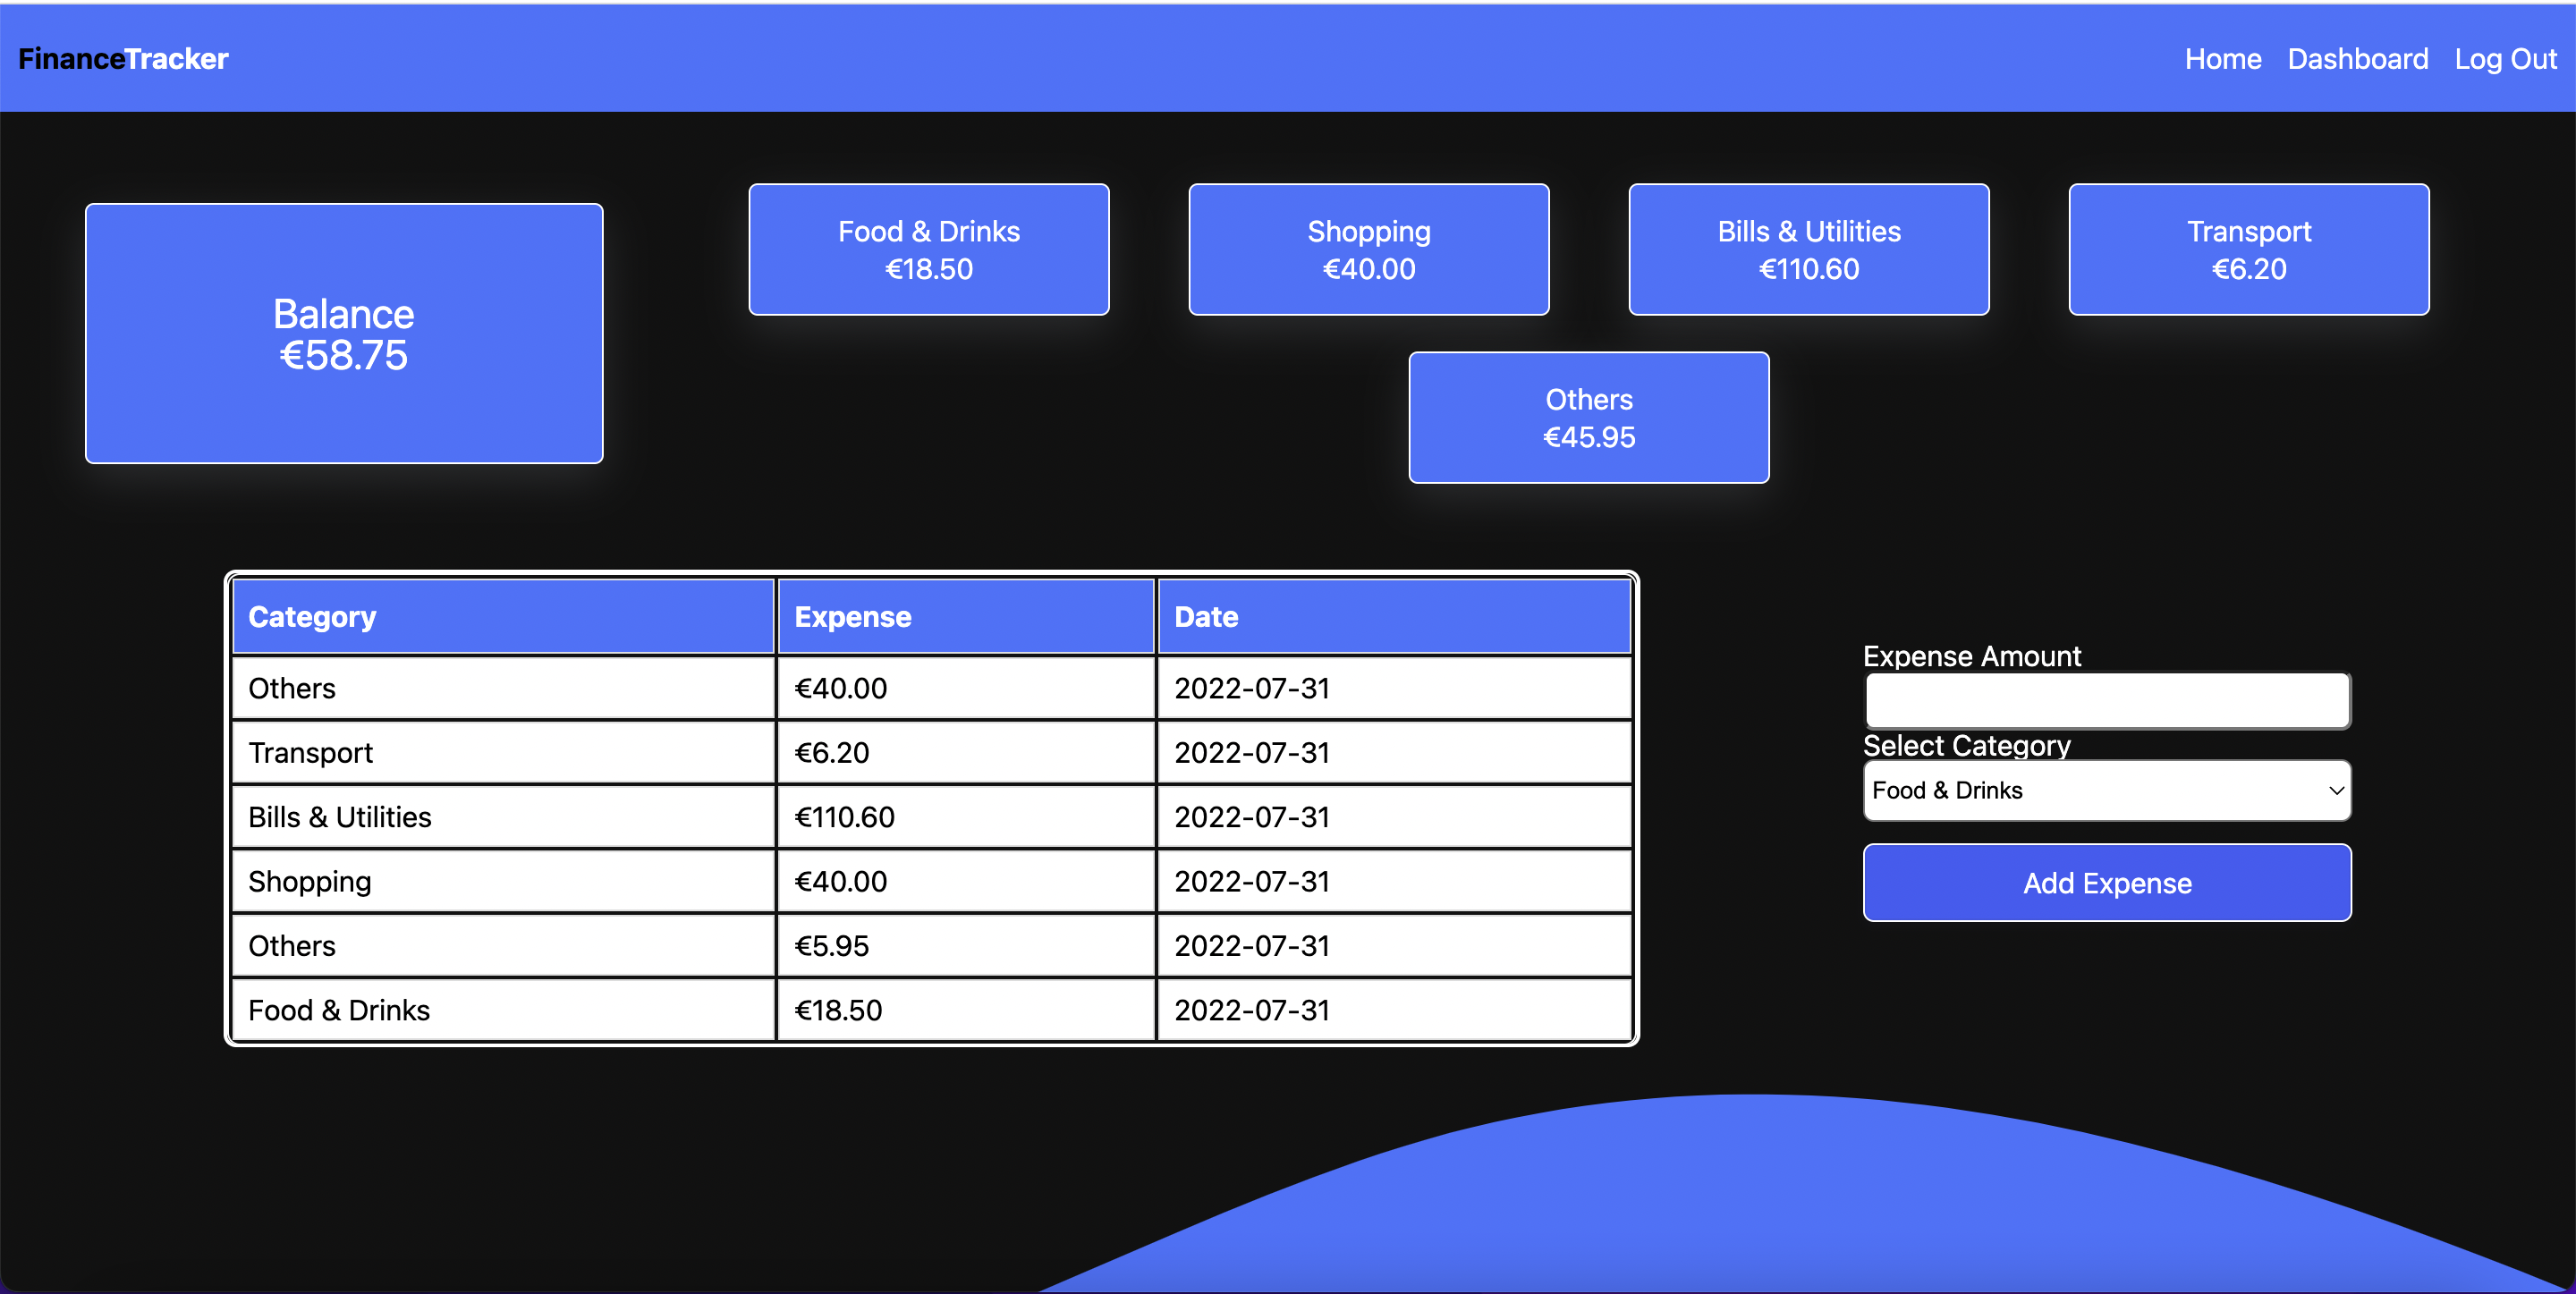 FinanceTracker
Home Dashboard Log Out
Balance
€58.75
Food & Drinks
€18.50
Shopping
€40.00
Bills & Utilities
€110.60
Transport
€6.20
Others
€45.95
Category Expense Date
Others €40.00 2022-07-31
Transport €6.20 2022-07-31
Bills & Utilities €110.60 2022-07-31
Shopping €40.00 2022-07-31
Others €5.95 2022-07-31
Food & Drinks €18.50 2022-07-31
Expense Amount
Select Category
Food & Drinks
Add Expense